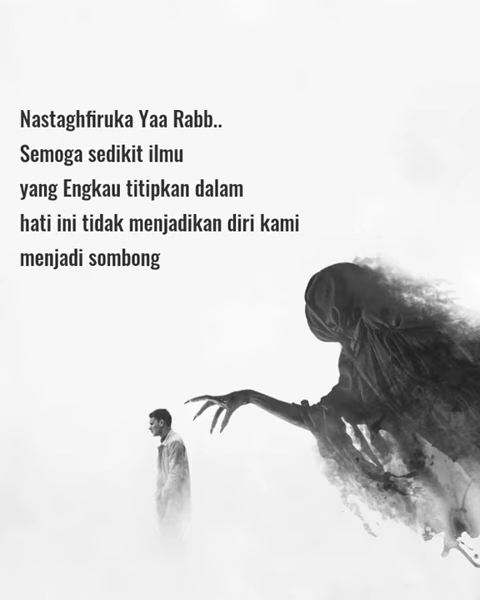 Nastaghfiruka Yaa Rabb..
Semoga sedikit ilmu
yang Engkau titipkan dalam
hati ini tidak menjadikan diri kami
menjadi sombong